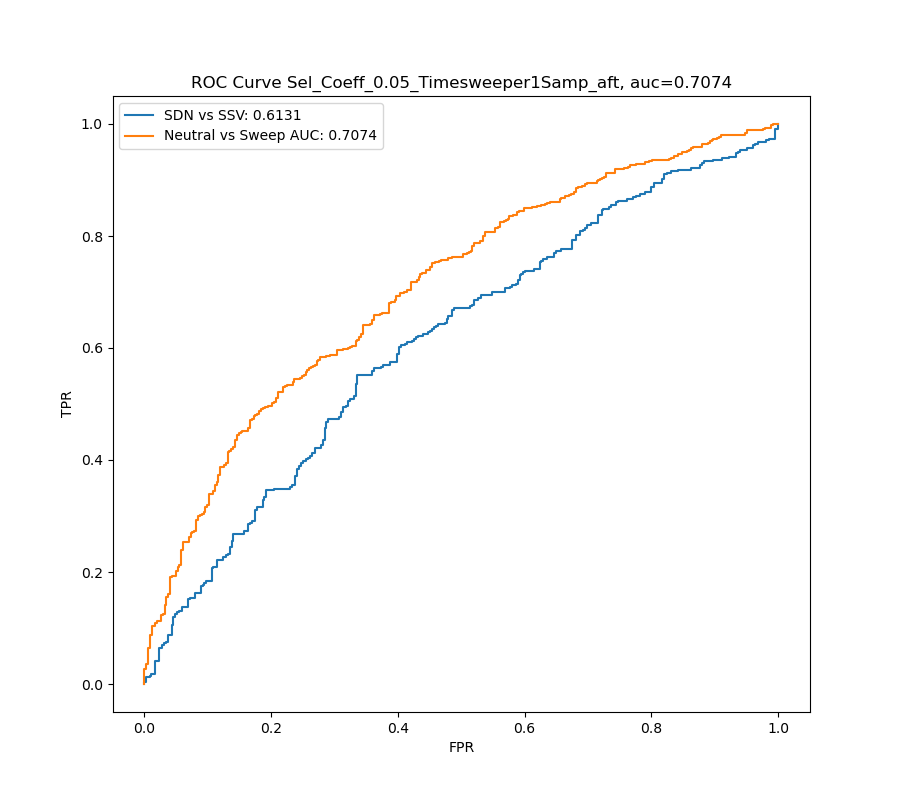 ROC Curve Sel_Coeff_0.05_Timesweeper1Samp_aft, auc=0.7074
SDN vs SSV: 0.6131
Neutral vs Sweep AUC: 0.7074
1.0
0.8
0.6
0.4
0.2
0.0
TPR
0.0 0.2 0.4 0.6 0.8 1.0
FPR